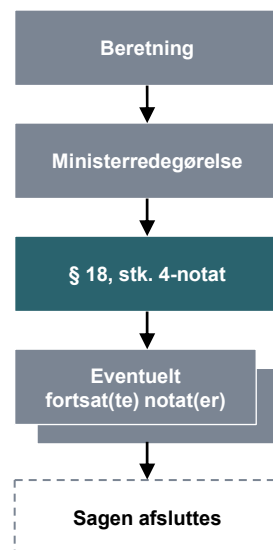 Beretning
Ministerredegørelse
§ 18, stk. 4-notat
Eventuelt
fortsat(te) notat(er)
Sagen afsluttes